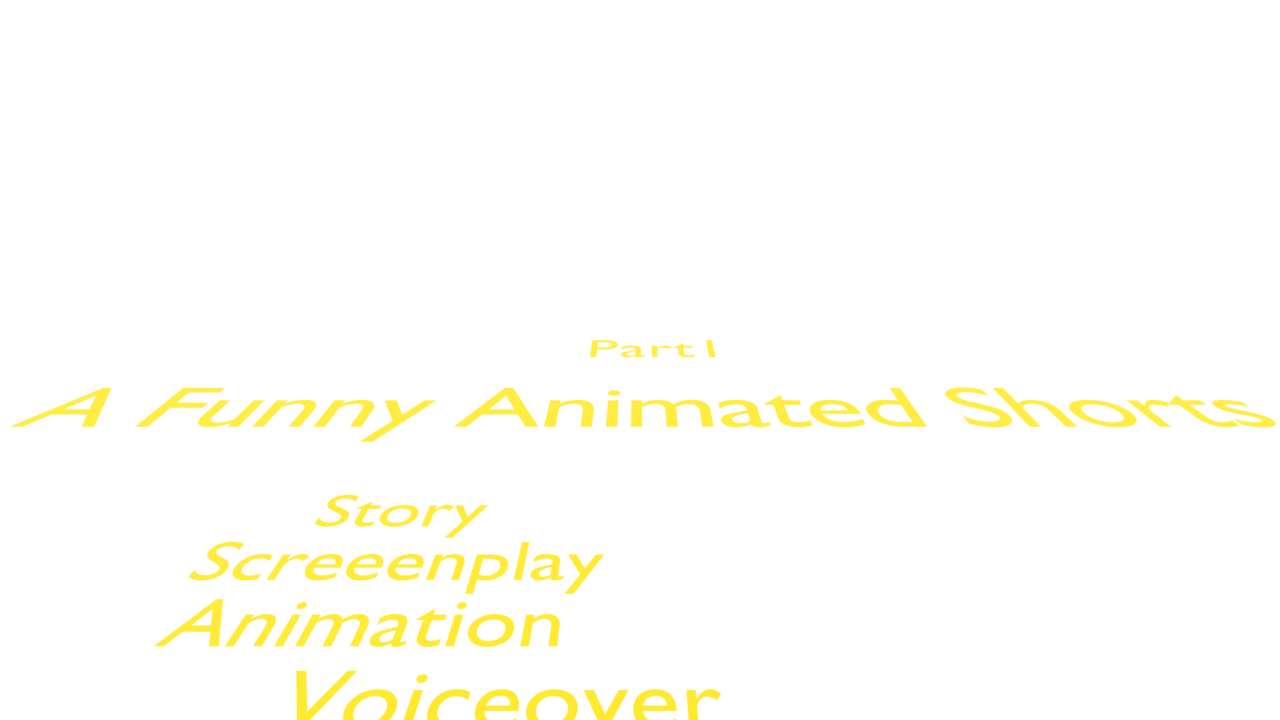 Part I
A Funny Animated Shorts
Story
Screeenplay
Animation
Voiceover